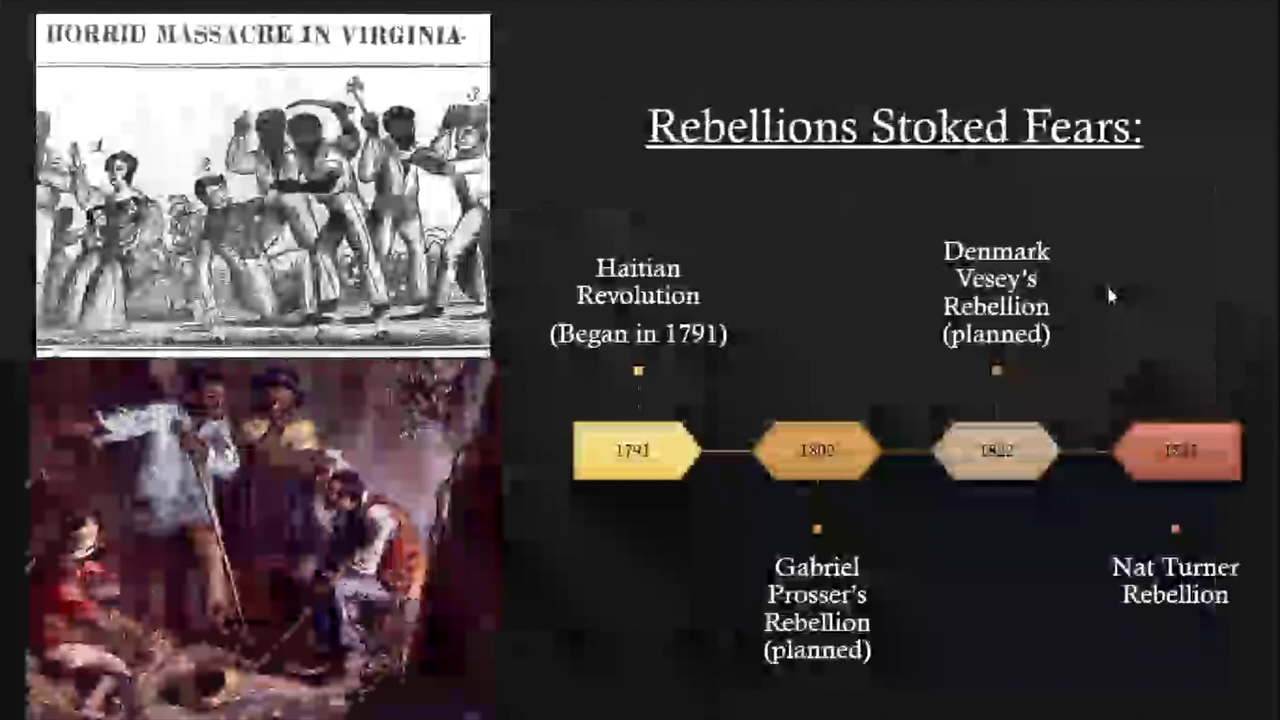 HORRID MASSACRE IN VIRGINIA.
Rebellions Stoked Fears:
Haitian
Revolution
(Began in 1791)
Denmark
Vesey's
Rebellion
(planned)
1791
1800
1822
Gabriel
Prosser's
Rebellion
(planned)
Nat Turner
Rebellion